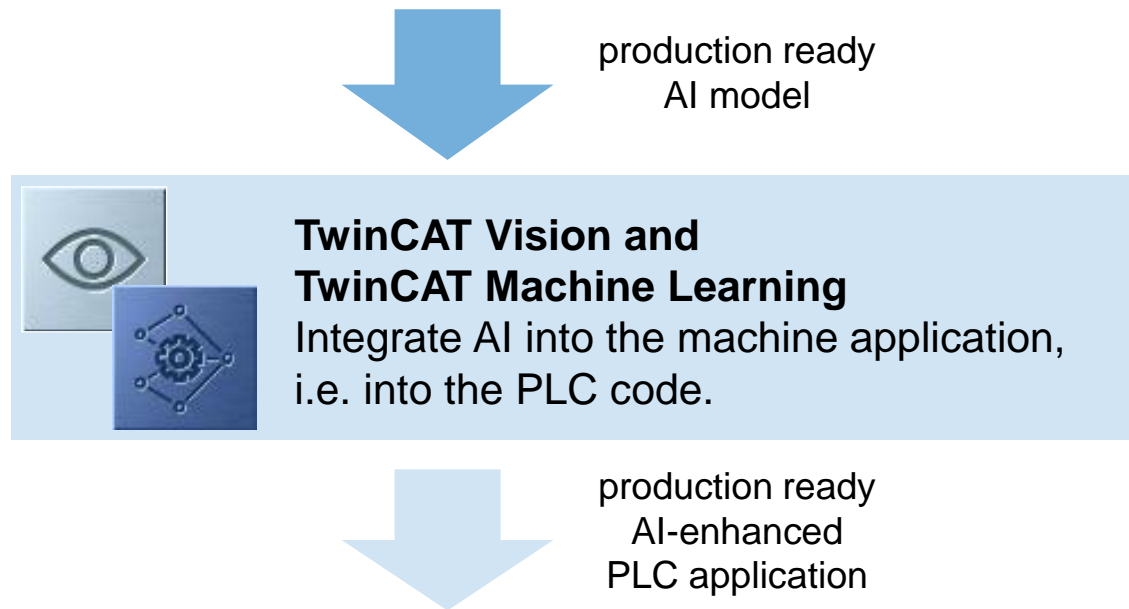 production ready
AI model
TwinCAT Vision and
TwinCAT Machine Learning
Integrate AI into the machine application,
i.e. into the PLC code.
production ready
AI-enhanced
PLC application